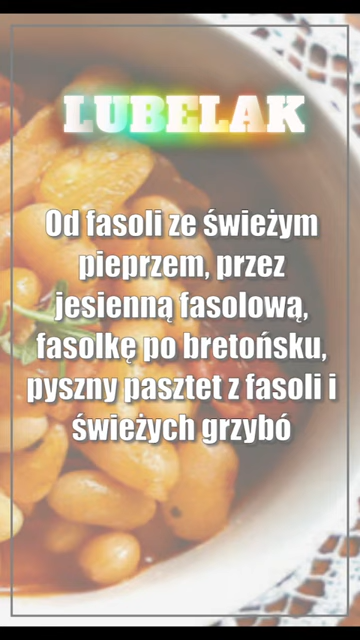 LUBELAK
Od fasoli ze świeżym
pieprzem, przez
jesienną fasolową,
fasolkę po bretońsku,
pyszny pasztet z fasoli i
świeżych grzybó